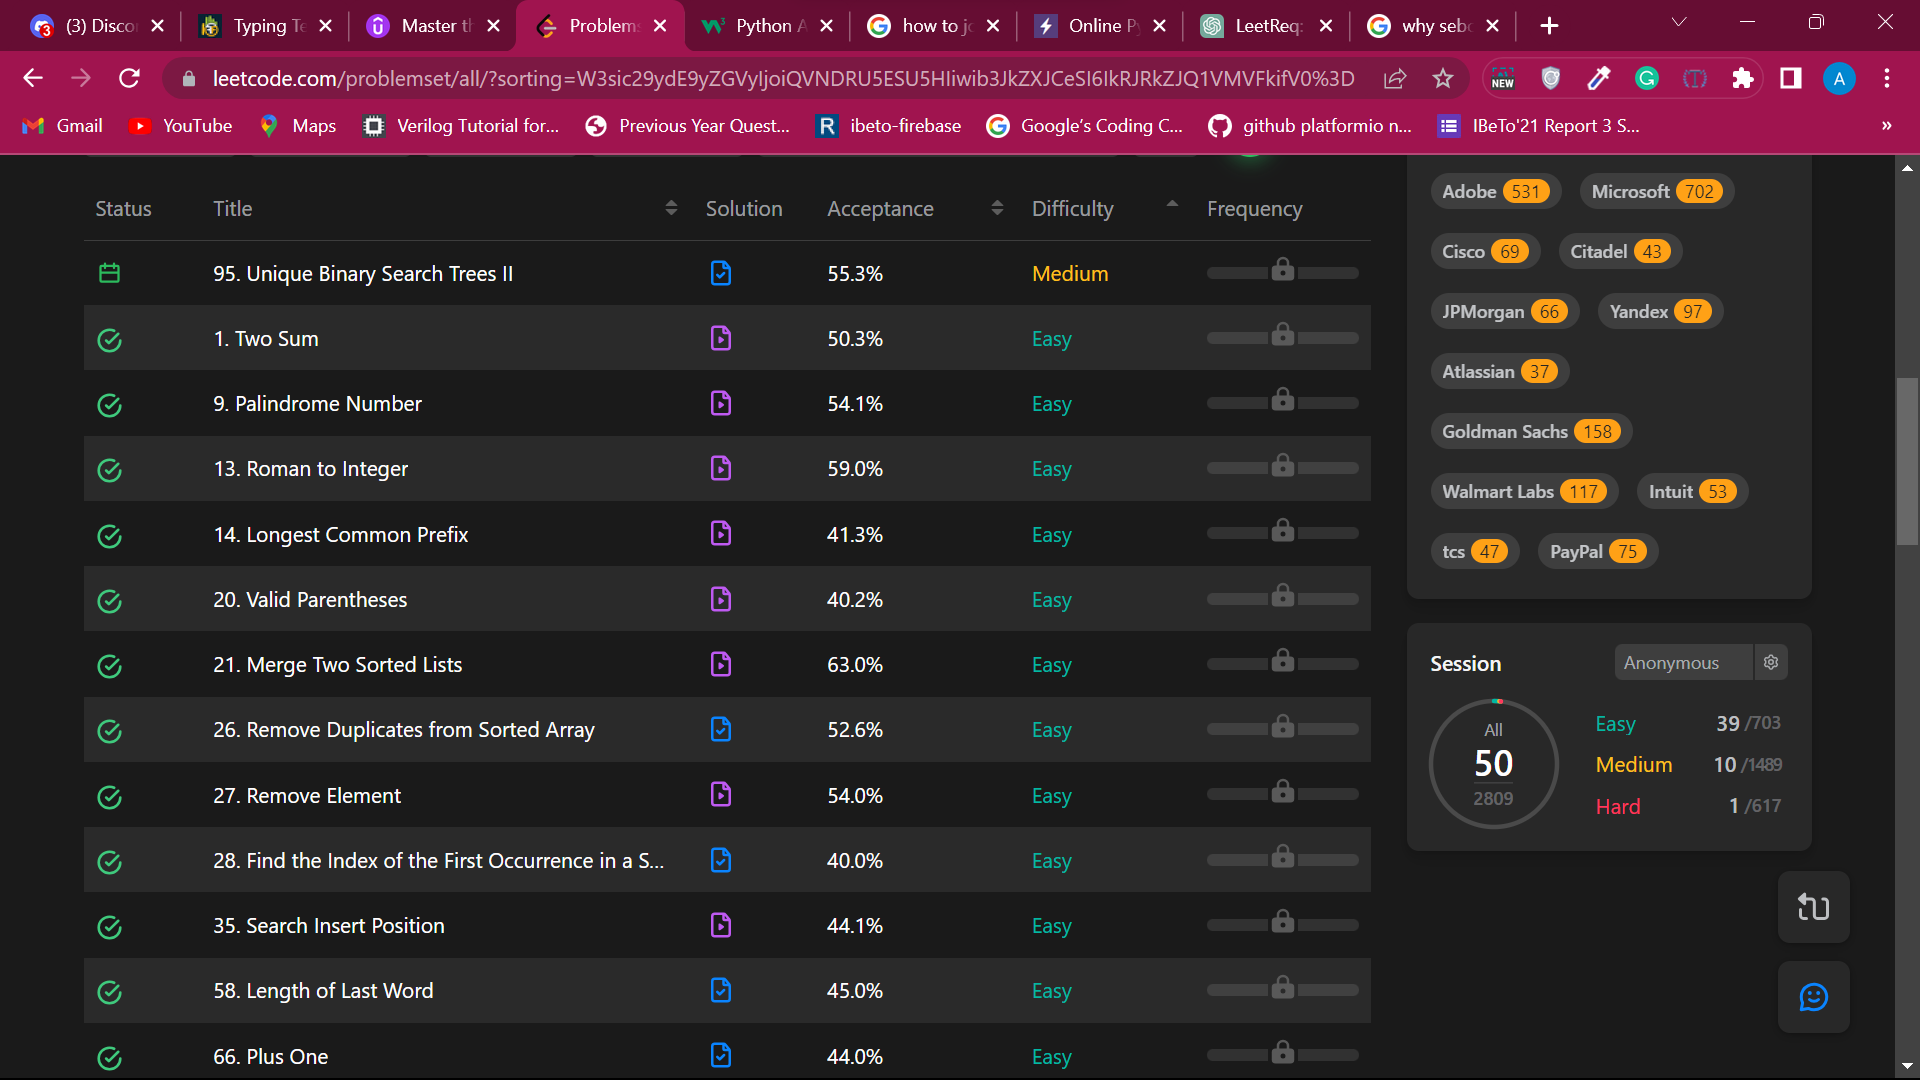 (3) Disco
Typing Te
Master th
Problems
Python A
how to jo
Online Py
LeetReq:
why sebo
leetcode.com/problemset/all/?sorting=W3sic29ydE9yZGVyIjoiQVNDRU5ESU5HIiwib3JkZXJCeSI6IkRJRkZJQ1VMVFkifV0%3D
NEW
A
Gmail
YouTube
Maps
Verilog Tutorial for...
Previous Year Quest...
R ibeto-firebase
Google's Coding C...
github platformio n...
IBeTo'21 Report 3 S...
»
Status Title Solution Acceptance Difficulty Frequency
95. Unique Binary Search Trees II 55.3% Medium
1. Two Sum 50.3% Easy
9. Palindrome Number 54.1% Easy
13. Roman to Integer 59.0% Easy
14. Longest Common Prefix 41.3% Easy
20. Valid Parentheses 40.2% Easy
21. Merge Two Sorted Lists 63.0% Easy
26. Remove Duplicates from Sorted Array 52.6% Easy
27. Remove Element 54.0% Easy
28. Find the Index of the First Occurrence in a S... 40.0% Easy
35. Search Insert Position 44.1% Easy
58. Length of Last Word 45.0% Easy
66. Plus One 44.0% Easy
Adobe 531 Microsoft 702
Cisco 69 Citadel 43
JPMorgan 66 Yandex 97
Atlassian 37
Goldman Sachs 158
Walmart Labs 117 Intuit 53
tcs 47 PayPal 75
Session Anonymous
All
50
2809
Easy 39 /703
Medium 10 /1489
Hard 1 /617